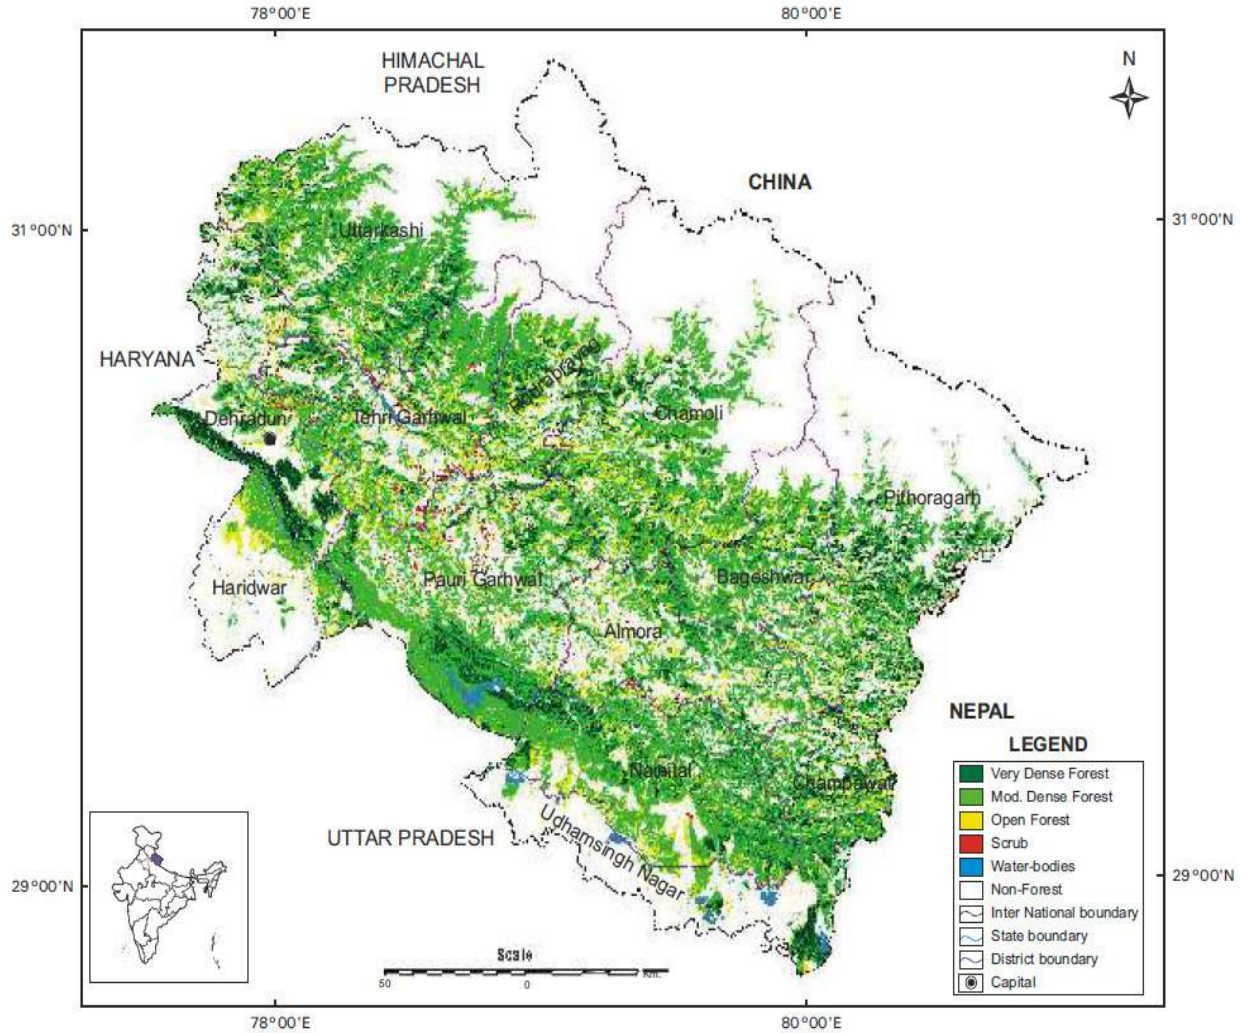 78°00'E
80°00'E
HIMACHAL
PRADESH
N
CHINA
31°00'N
31°00'N
Uttarkashi
HARYANA
Rudrabrayag
Dehradun
Tehri Garhwal
Chamoli
Pithoragarh
Haridwar
Pauri Garhwal
Bageshwar
Almora
NEPAL
LEGEND
Very Dense Forest
Mod. Dense Forest
Open Forest
Scrub
Water-bodies
Non-Forest
Inter National boundary
State boundary
District boundary
Capital
Nainital
Champawat
UTTAR PRADESH
Udhamsingh Nagar
29°00'N
29°00'N
Scale
50
0
Km.
78°00'E
80°00'E